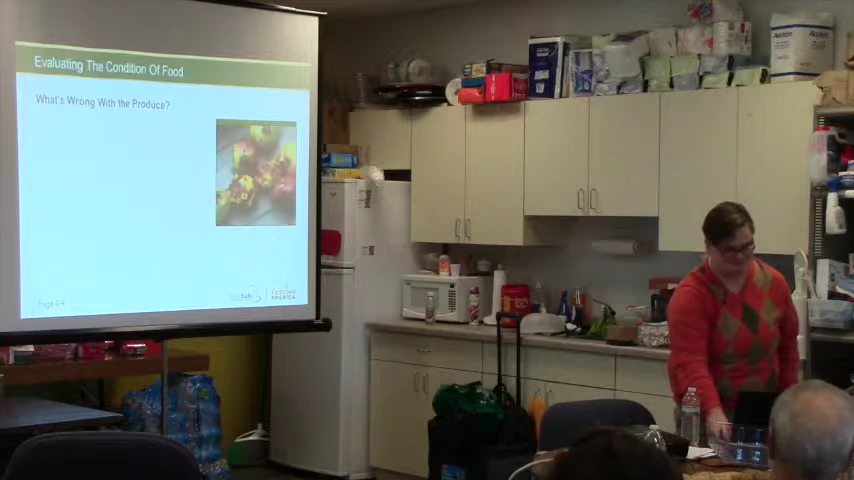 Evaluating The Condition Of Food
What's Wrong With the Produce?
FEEDING
AMERICA